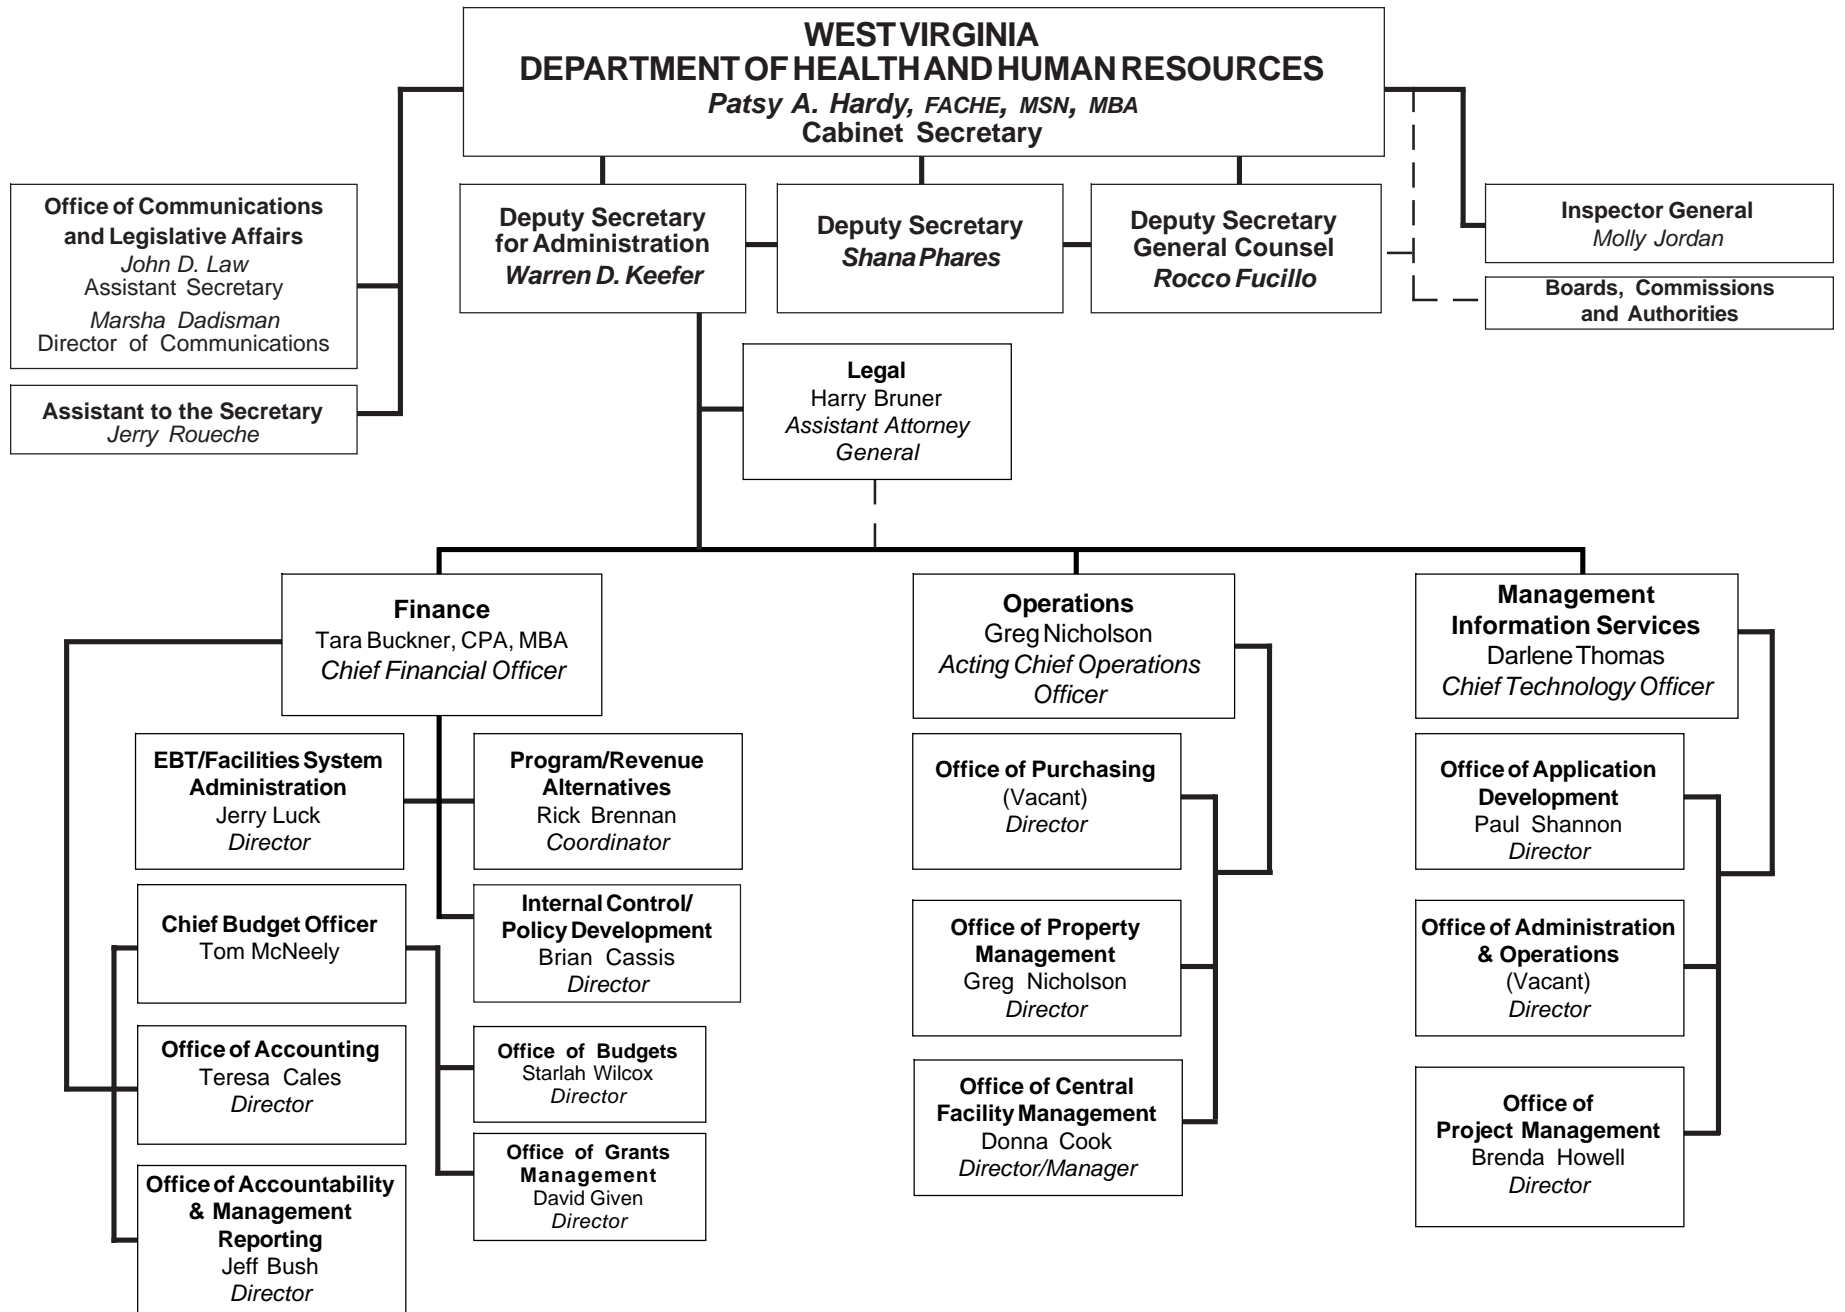 WEST VIRGINIA
DEPARTMENT OF HEALTH AND HUMAN RESOURCES
Patsy A. Hardy, FACHE, MSN, MBA
Cabinet Secretary
Office of Communications
and Legislative Affairs
John D. Law
Assistant Secretary
Marsha Dadisman
Director of Communications
Assistant to the Secretary
Jerry Roueche
Deputy Secretary
for Administration
Warren D. Keefer
Deputy Secretary
Shana Phares
Deputy Secretary
General Counsel
Rocco Fucillo
Inspector General
Molly Jordan
Boards, Commissions
and Authorities
Legal
Harry Bruner
Assistant Attorney
General
Finance
Tara Buckner, CPA, MBA
Chief Financial Officer
EBT/Facilities System
Administration
Jerry Luck
Director
Program/Revenue
Alternatives
Rick Brennan
Coordinator
Chief Budget Officer
Tom McNeely
Internal Control/
Policy Development
Brian Cassis
Director
Office of Accounting
Teresa Cales
Director
Office of Budgets
Starlah Wilcox
Director
Office of Accountability
& Management
Reporting
Jeff Bush
Director
Office of Grants
Management
David Given
Director
Operations
Greg Nicholson
Acting Chief Operations
Officer
Office of Purchasing
(Vacant)
Director
Office of Property
Management
Greg Nicholson
Director
Office of Central
Facility Management
Donna Cook
Director/Manager
Management
Information Services
Darlene Thomas
Chief Technology Officer
Office of Application
Development
Paul Shannon
Director
Office of Administration
& Operations
(Vacant)
Director
Office of
Project Management
Brenda Howell
Director